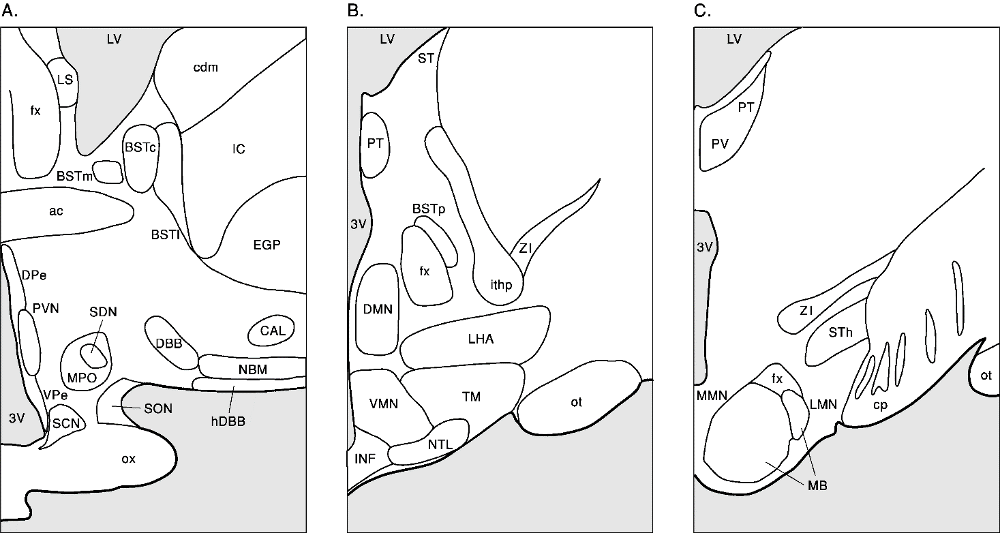 A.
LV
cdm
LS
fx
BSTc
IC
BSTm
ac
BSTl
EGP
DPe
PVN
SDN
CAL
DBB
NBM
MPO
VPe
SON
hDBB
3V
SCN
ox
B.
LV
ST
PT
BSTp
3V
ZI
fx
ithp
DMN
LHA
VMN
TM
ot
NTL
INF
C.
LV
PT
PV
3V
ZI
STh
fx
ot
MMN
LMN
cp
MB